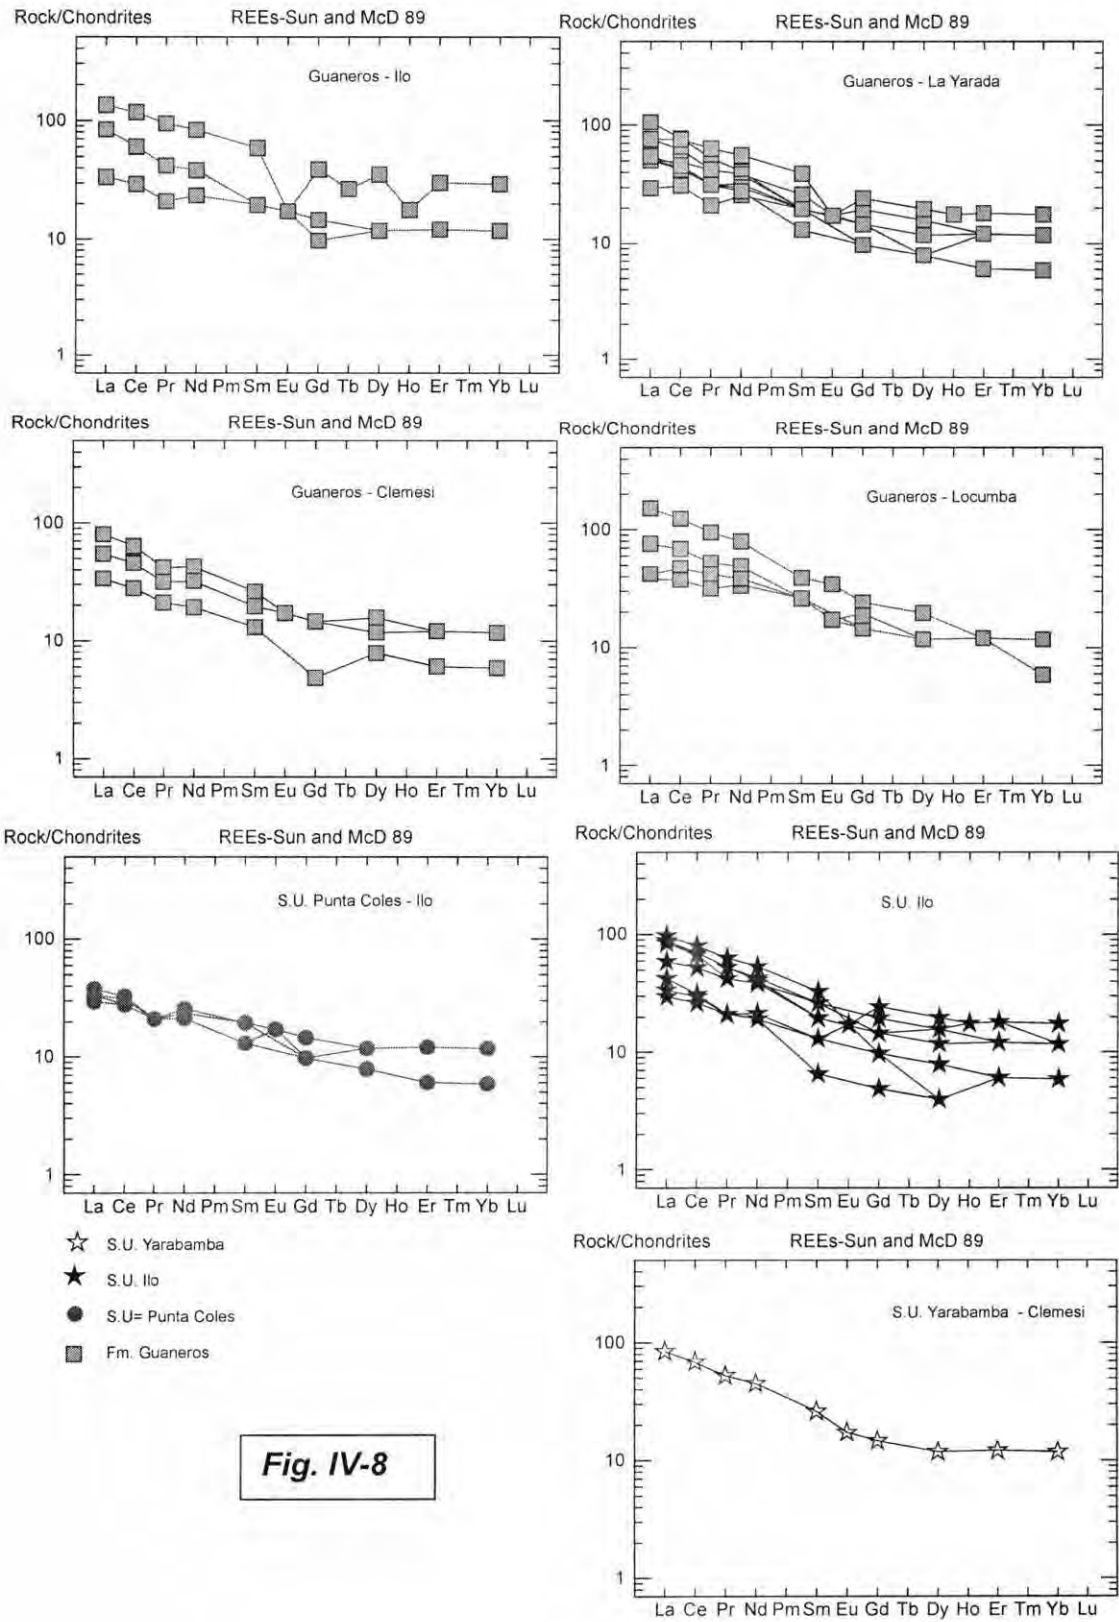 Rock/Chondrites REEs-Sun and McD 89
Guaneros - Ilo
100
10
1
La Ce Pr Nd Pm Sm Eu Gd Tb Dy Ho Er Tm Yb Lu
Rock/Chondrites REEs-Sun and McD 89
Guaneros - La Yarada
100
10
1
La Ce Pr Nd Pm Sm Eu Gd Tb Dy Ho Er Tm Yb Lu
Rock/Chondrites REEs-Sun and McD 89
Guaneros - Clemesi
100
10
1
La Ce Pr Nd Pm Sm Eu Gd Tb Dy Ho Er Tm Yb Lu
Rock/Chondrites REEs-Sun and McD 89
Guaneros - Locumba
100
10
1
La Ce Pr Nd Pm Sm Eu Gd Tb Dy Ho Er Tm Yb Lu
Rock/Chondrites REEs-Sun and McD 89
S.U. Punta Coles - Ilo
100
10
1
La Ce Pr Nd Pm Sm Eu Gd Tb Dy Ho Er Tm Yb Lu
Rock/Chondrites REEs-Sun and McD 89
S.U. Ilo
100
10
1
La Ce Pr Nd Pm Sm Eu Gd Tb Dy Ho Er Tm Yb Lu
S.U. Yarabamba
S.U. Ilo
S.U= Punta Coles
Fm. Guaneros
Rock/Chondrites REEs-Sun and McD 89
S.U. Yarabamba - Clemesi
100
10
1
La Ce Pr Nd Pm Sm Eu Gd Tb Dy Ho Er Tm Yb Lu
Fig. IV-8